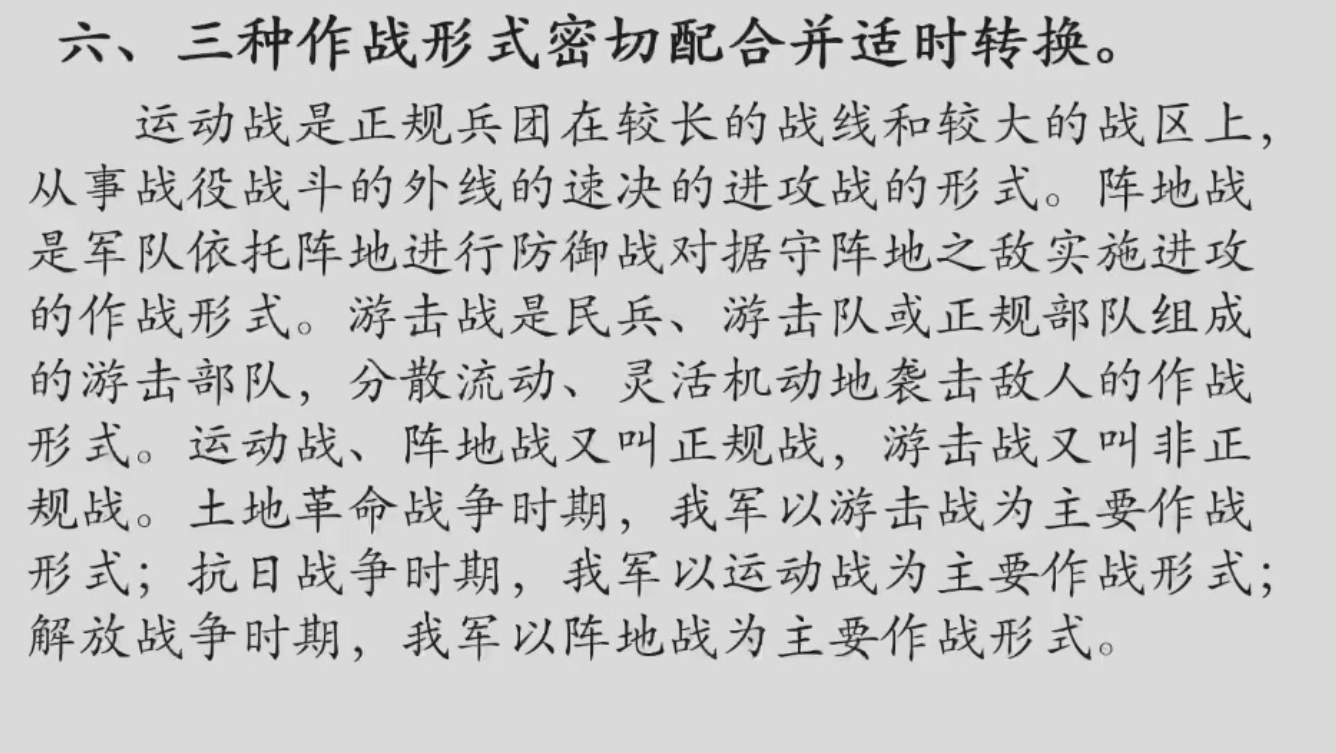 六、三种作战形式密切配合并适时转换。
运动战是正规兵团在较长的战线和较大的战区上，
从事战役战斗的外线的速决的进攻战的形式。阵地战
是军队依托阵地进行防御战对据守阵地之敌实施进攻
的作战形式。游击战是民兵、游击队或正规部队组成
的游击部队，分散流动、灵活机动地袭击敌人的作战
形式。运动战、阵地战又叫正规战，游击战又叫非正
规战。土地革命战争时期，我军以游击战为主要作战
形式；抗日战争时期，我军以运动战为主要作战形式；
解放战争时期，我军以阵地战为主要作战形式。